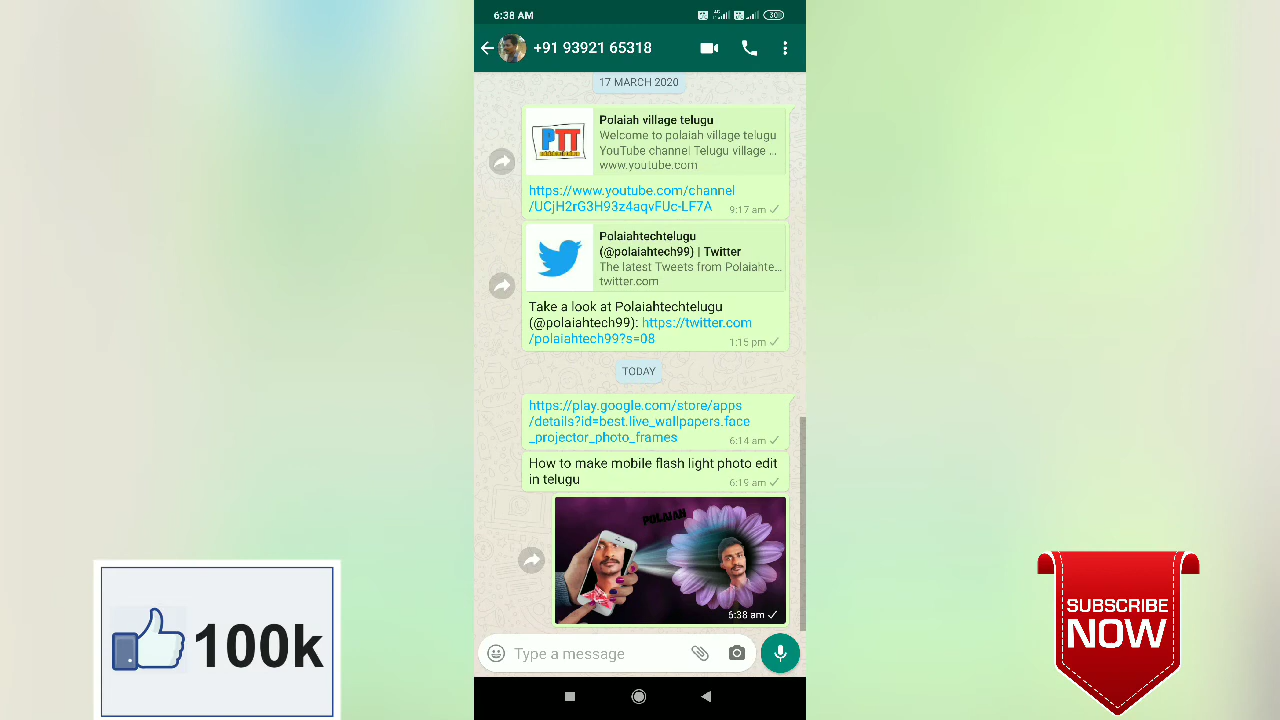 6:38 AM
30
+91 93921 65318
17 MARCH 2020
PTT
Polaiah village telugu
Welcome to polaiah village telugu
YouTube channel Telugu village ...
www.youtube.com
https://www.youtube.com/channel
/UCjH2rG3H93z4aqvFUc-LF7A
9:17 am
Polaiahtechtelugu
(@polaiahtech99) | Twitter
The latest Tweets from Polaiahte...
twitter.com
Take a look at Polaiahtechtelugu
(@polaiahtech99): https://twitter.com
/polaiahtech99?s=08
1:15 pm
TODAY
https://play.google.com/store/apps
/details?id=best.live_wallpapers.face
_projector_photo_frames
6:14 am
How to make mobile flash light photo edit
in telugu
6:19 am
POLAIAH
6:38 am
Type a message
100k
SUBSCRIBE
NOW